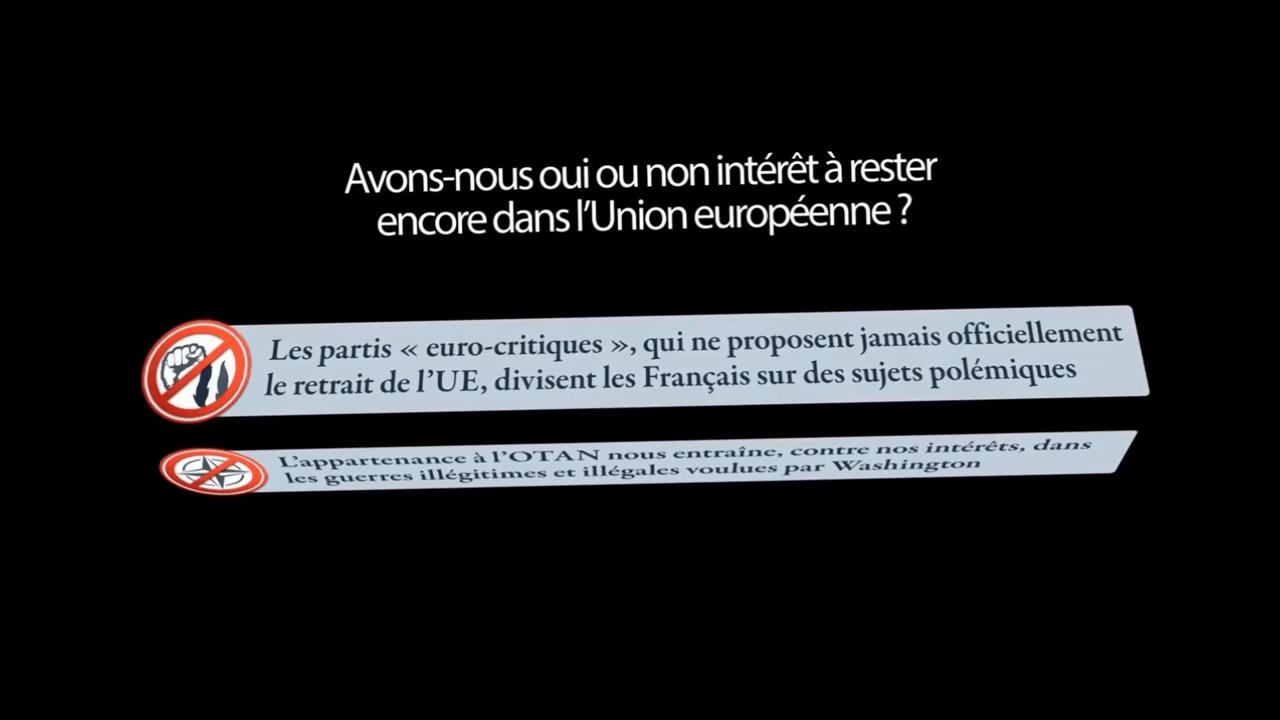 Avons-nous oui ou non intérêt à rester
encore dans l’Union européenne ?
Les partis « euro-critiques », qui ne proposent jamais officiellement
le retrait de l’UE, divisent les Français sur des sujets polémiques
L’appartenance à l’OTAN nous entraîne, contre nos intérêts, dans
les guerres illégitimes et illégales voulues par Washington